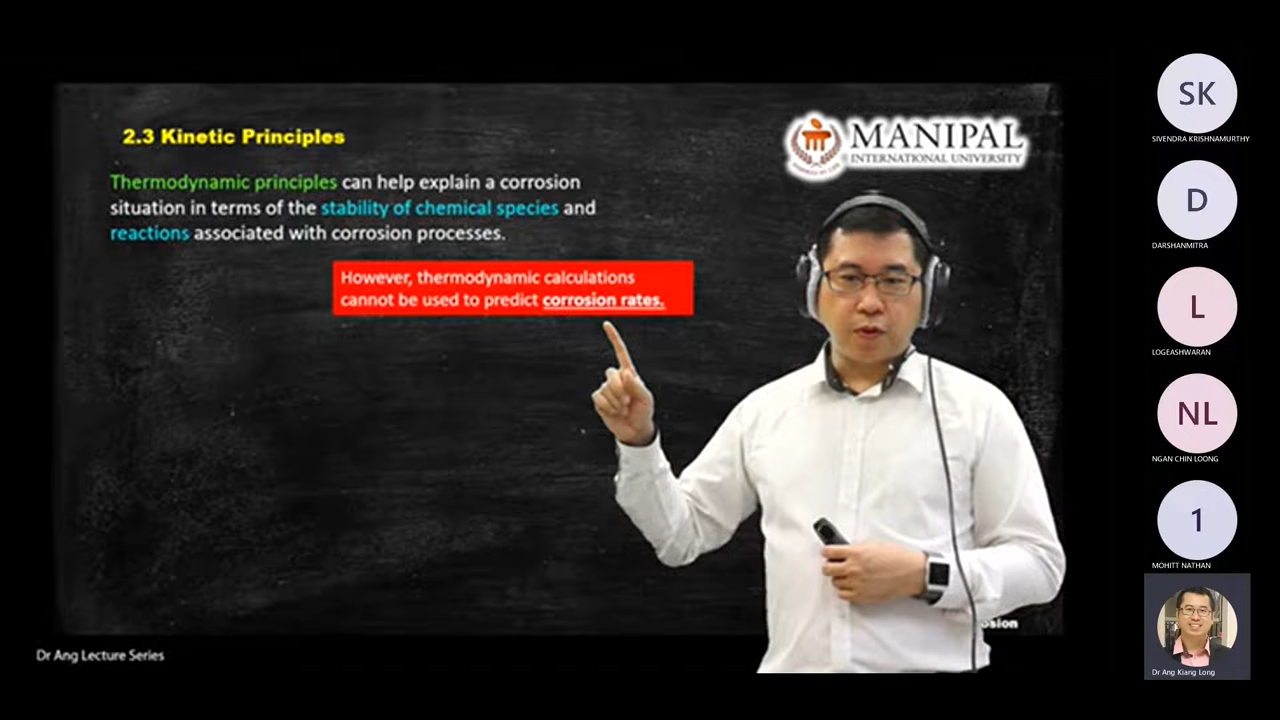 2.3 Kinetic Principles
MANIPAL
INTERNATIONAL UNIVERSITY
Thermodynamic principles can help explain a corrosion
situation in terms of the stability of chemical species and
reactions associated with corrosion processes.
However, thermodynamic calculations
cannot be used to predict corrosion rates.
osion
Dr Ang Lecture Series
SK
SIVENDRA KRISHNAMURTHY
D
DARSHANMITRA
L
LOGEASHWARAN
NL
NGAN CHIN LOONG
1
MOHITT NATHAN
Dr Ang Kiang Long